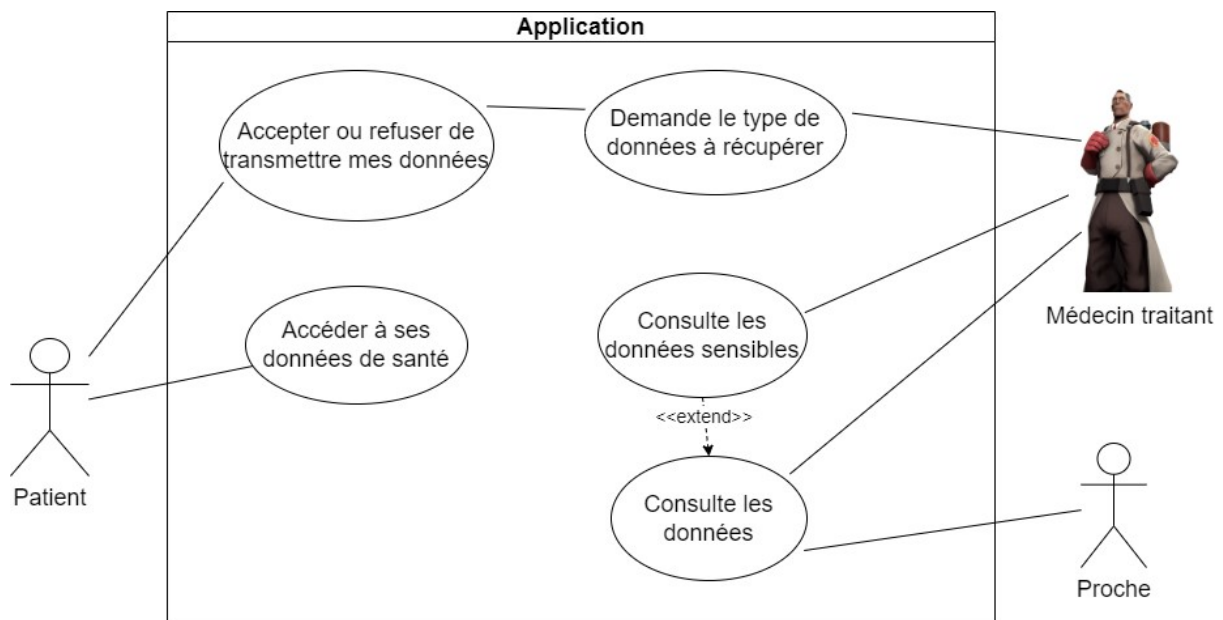 Application
Accepter ou refuser de
transmettre mes données
Demande le type de
données à récupérer
Accéder à ses
données de santé
Consulte les
données sensibles
Médecin traitant
<<extend>>
Patient
Consulte les
données
Proche